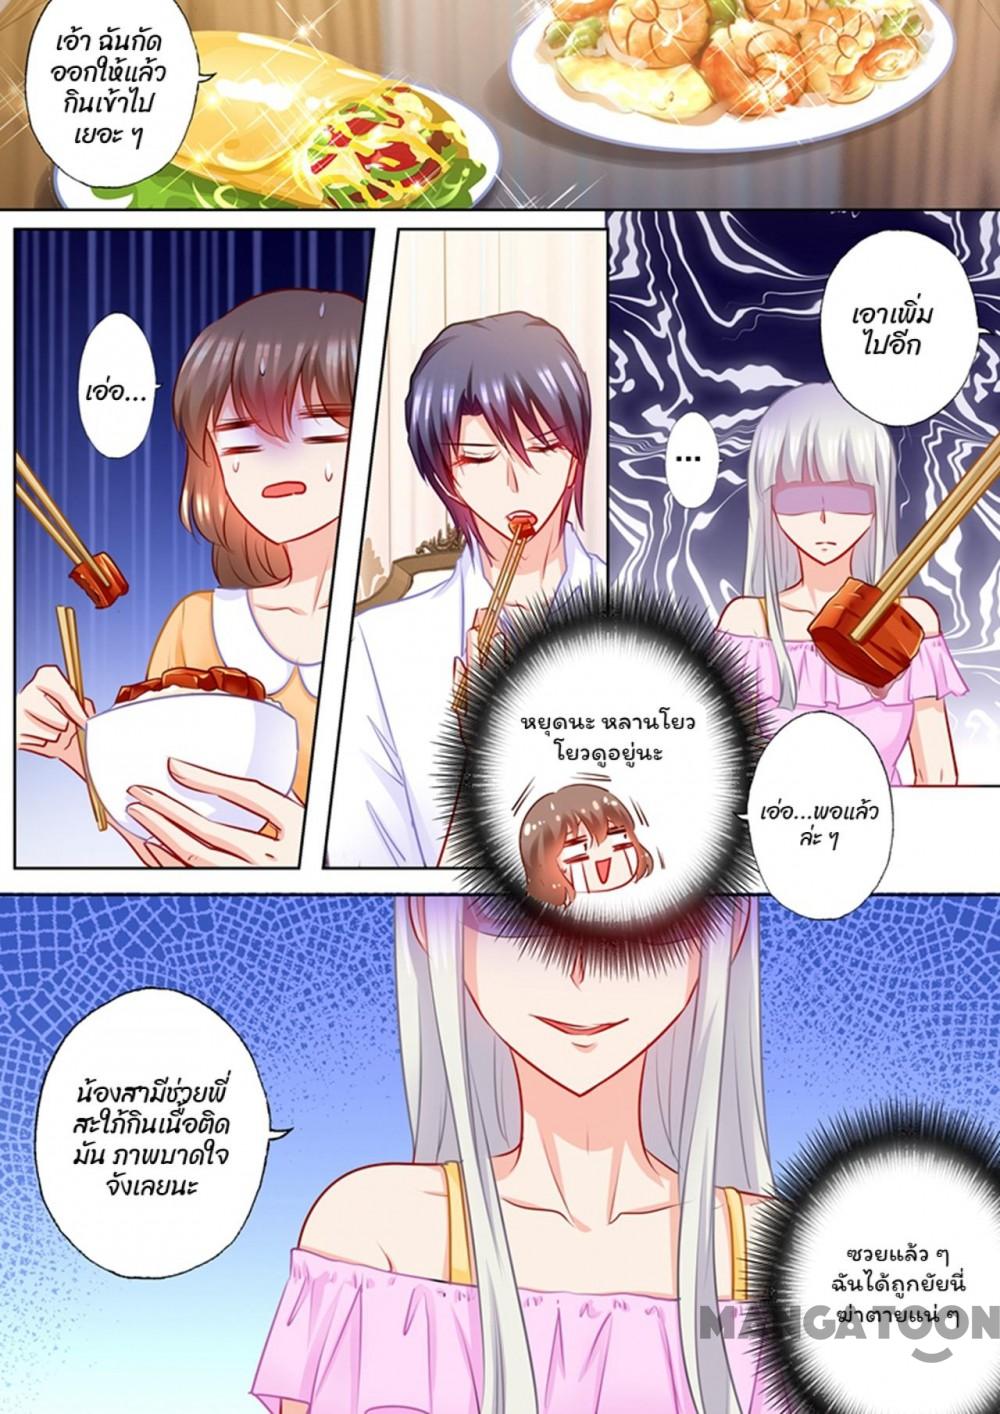 เอ้า ฉันกัด
ออกให้แล้ว
กินเข้าไป
เยอะ ๆ
เอ่อ...
เอาเพิ่ม
ไปอีก
...
หยุดนะ หลานโยว
โยวดูอยู่นะ
เอ่อ...พอแล้ว
ล่ะ ๆ
น้องสามีช่วยพี่
สะใภ้กินเนื้อติด
มัน ภาพบาดใจ
จังเลยนะ
ซวยแล้ว ๆ
ฉันได้ถูกยัยนี่
ฆ่าตายแน่ ๆ
MANGATOON